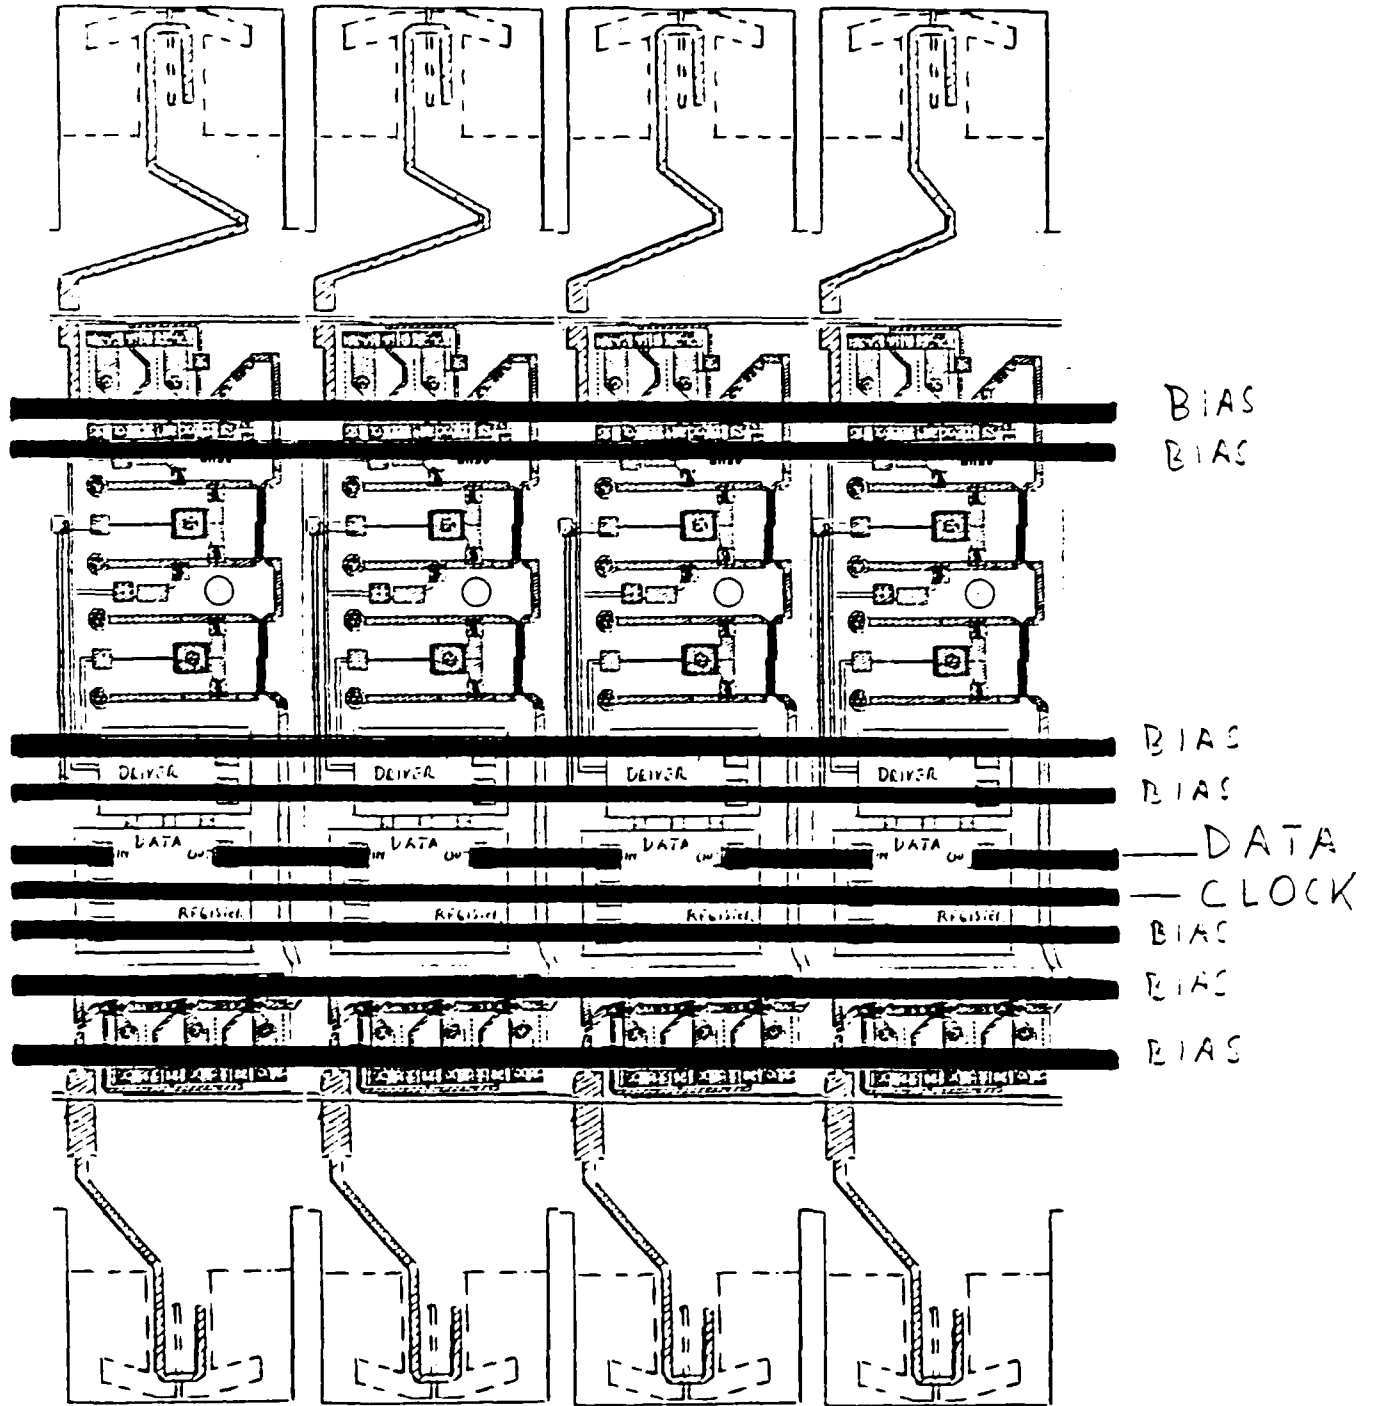 BIAS
BIAS
BIAS
DRIVER DRIVER DRIVER DRIVER
BIAS
DATA DATA DATA DATA
IN OUT IN OUT IN OUT IN OUT
DATA
CLOCK
REGISTER REGISTER REGISTER REGISTER
BIAS
BIAS
BIAS